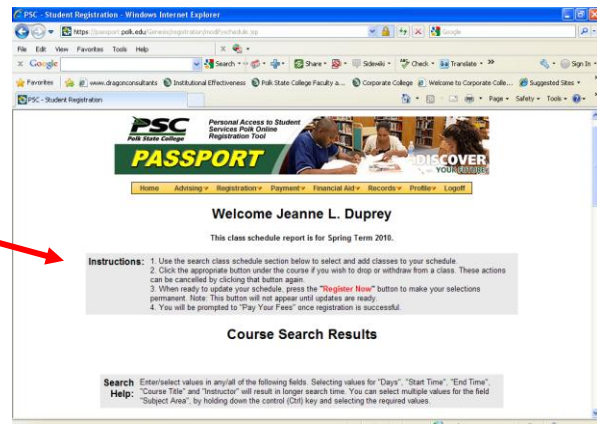 PSC - Student Registration - Windows Internet Explorer
https://passport.polk.edu/Genesis/registration/modifyschedule.jsp
Google
File Edit View Favorites Tools Help
Google Search Share Sidewiki Check Translate Sign In
Favorites www.dragonconsultants Institutional Effectiveness Polk State College Faculty a... Corporate College Welcome to Corporate Colle... Suggested Sites
PSC - Student Registration Page Safety Tools
PSC
Polk State College
Personal Access to Student
Services Polk Online
Registration Tool
PASSPORT
DISCOVER
YOUR FUTURE
Home Advising Registration Payment Financial Aid Records Profile Logoff
Welcome Jeanne L. Duprey
This class schedule report is for Spring Term 2010.
Instructions: 1. Use the search class schedule section below to select and add classes to your schedule.
2. Click the appropriate button under the course if you wish to drop or withdraw from a class. These actions
can be cancelled by clicking that button again.
3. When ready to update your schedule, press the "Register Now" button to make your selections
permanent. Note: This button will not appear until updates are ready.
4. You will be prompted to "Pay Your Fees" once registration is successful.
Course Search Results
Search Help: Enter/select values in any/all of the following fields. Selecting values for "Days", "Start Time", "End Time",
"Course Title" and "Instructor" will result in longer search time. You can select multiple values for the field
"Subject Area", by holding down the control (Ctrl) key and selecting the required values.